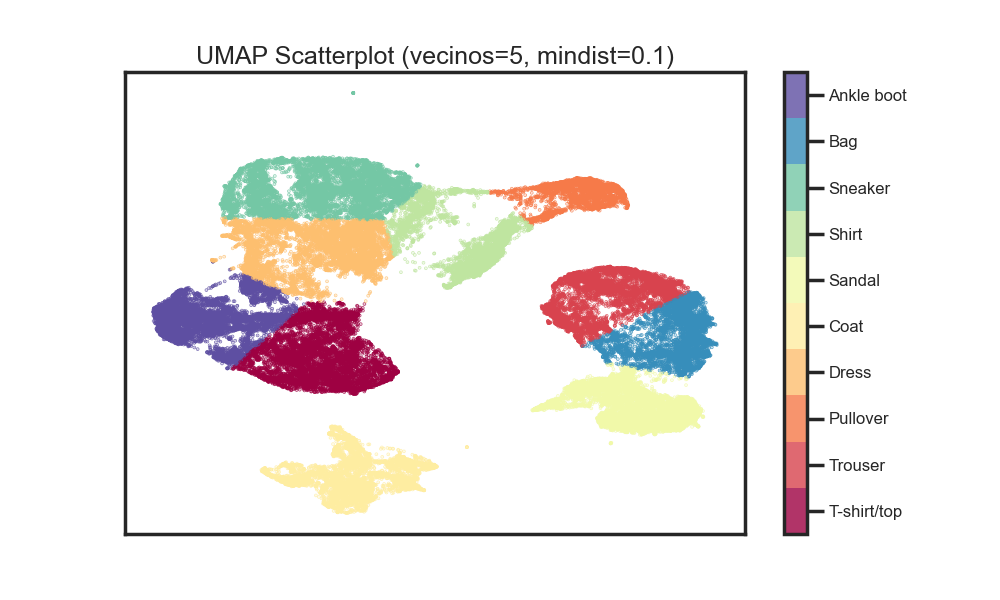 UMAP Scatterplot (vecinos=5, mindist=0.1)
Ankle boot
Bag
Sneaker
Shirt
Sandal
Coat
Dress
Pullover
Trouser
T-shirt/top